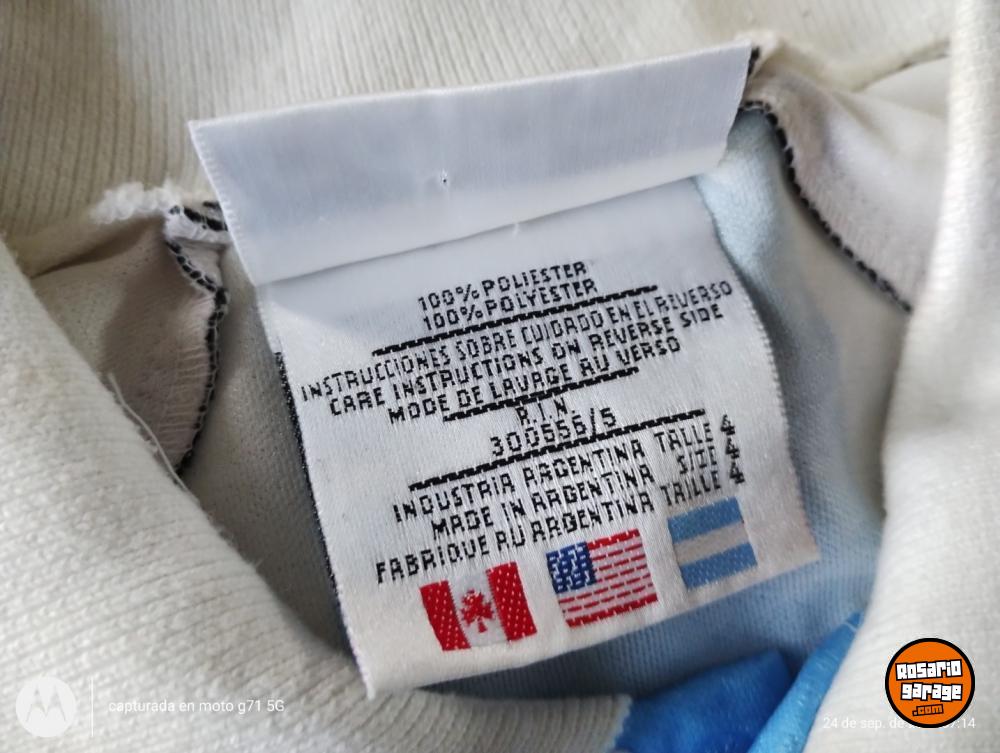 100% POLIESTER
100% POLYESTER
INSTRUCCIONES SOBRE CUIDADO EN EL REVERSO
CARE INSTRUCTIONS ON REVERSE SIDE
MODE DE LAVAGE AU VERSO
R.I.N.
300556/5
INDUSTRIA ARGENTINA TALLE 4
MADE IN ARGENTINA SIZE 4
FABRIQUE AU ARGENTINA TAILLE 4
capturada en moto g71 5G
ROSARIO
garage
.com
24 de sep. de